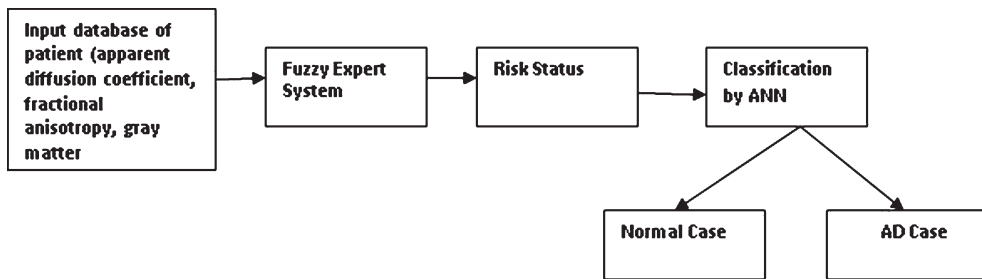 Input database of
patient (apparent
diffusion coefficient,
fractional
anisotropy, gray
matter
Fuzzy Expert
System
Risk Status
Classification
by ANN
Normal Case
AD Case